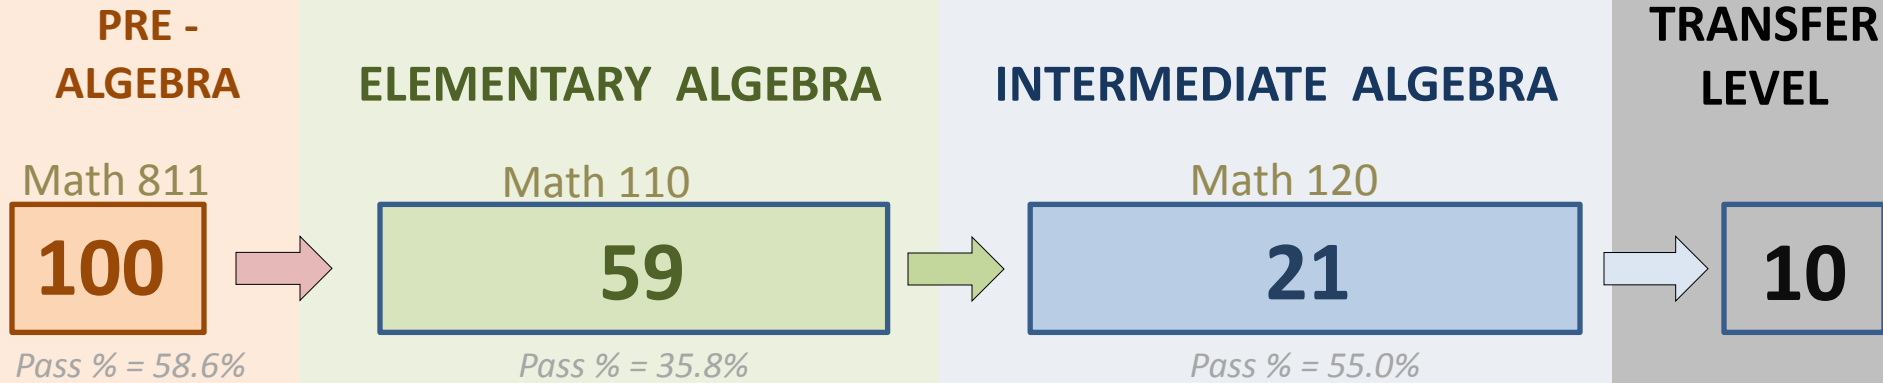 PRE -
ALGEBRA
Math 811
100
Pass % = 58.6%
ELEMENTARY ALGEBRA
Math 110
59
Pass % = 35.8%
INTERMEDIATE ALGEBRA
Math 120
21
Pass % = 55.0%
TRANSFER
LEVEL
10